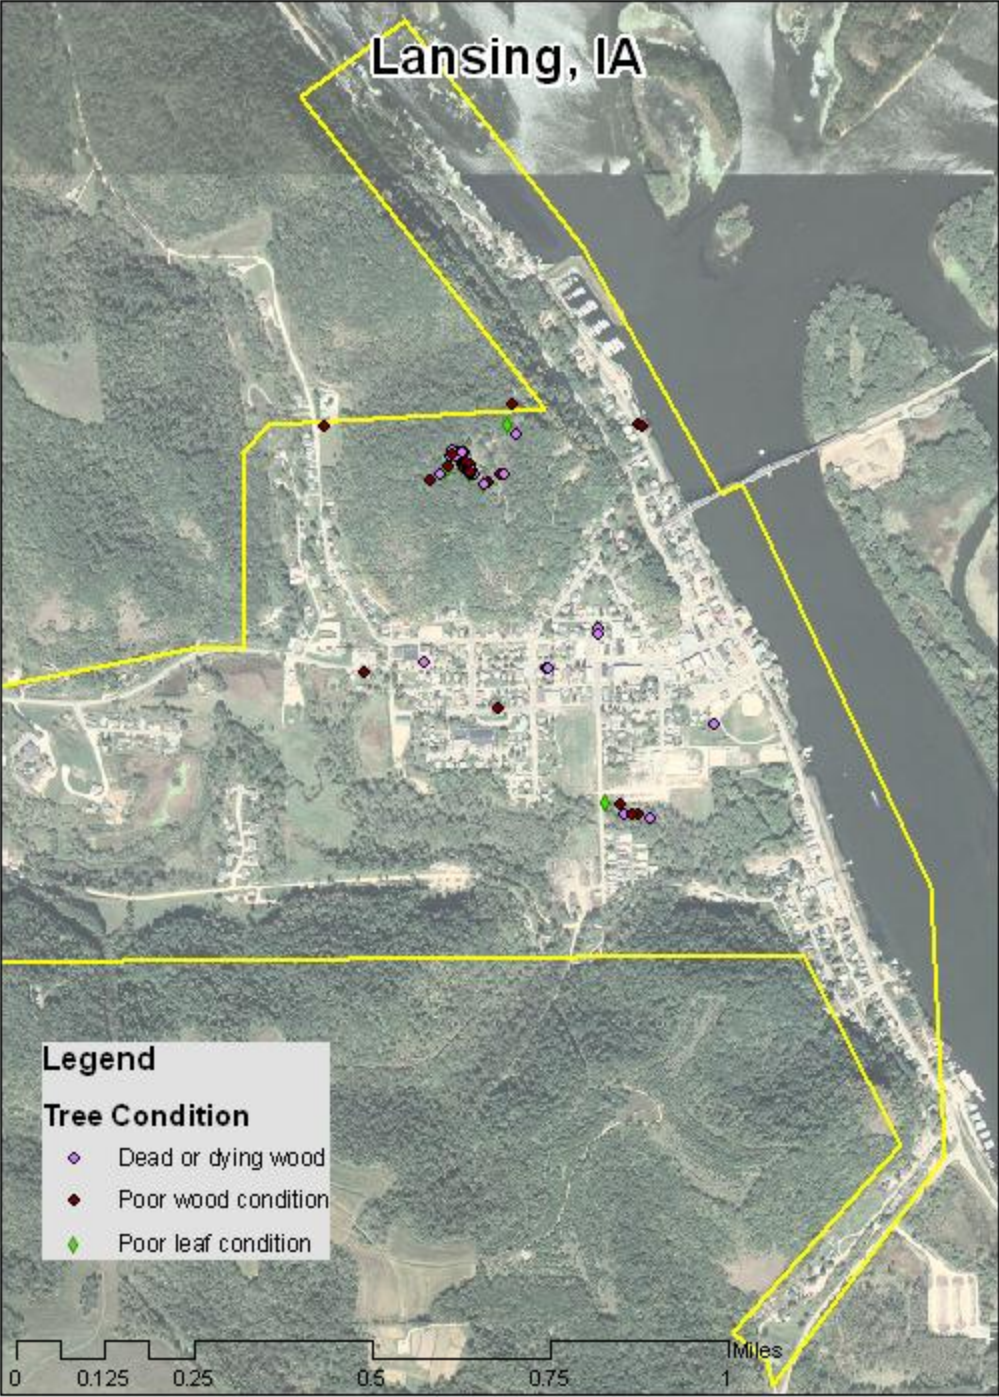 Lansing, IA
Legend
Tree Condition
Dead or dying wood
Poor wood condition
Poor leaf condition
Miles
0 0.125 0.25 0.5 0.75 1